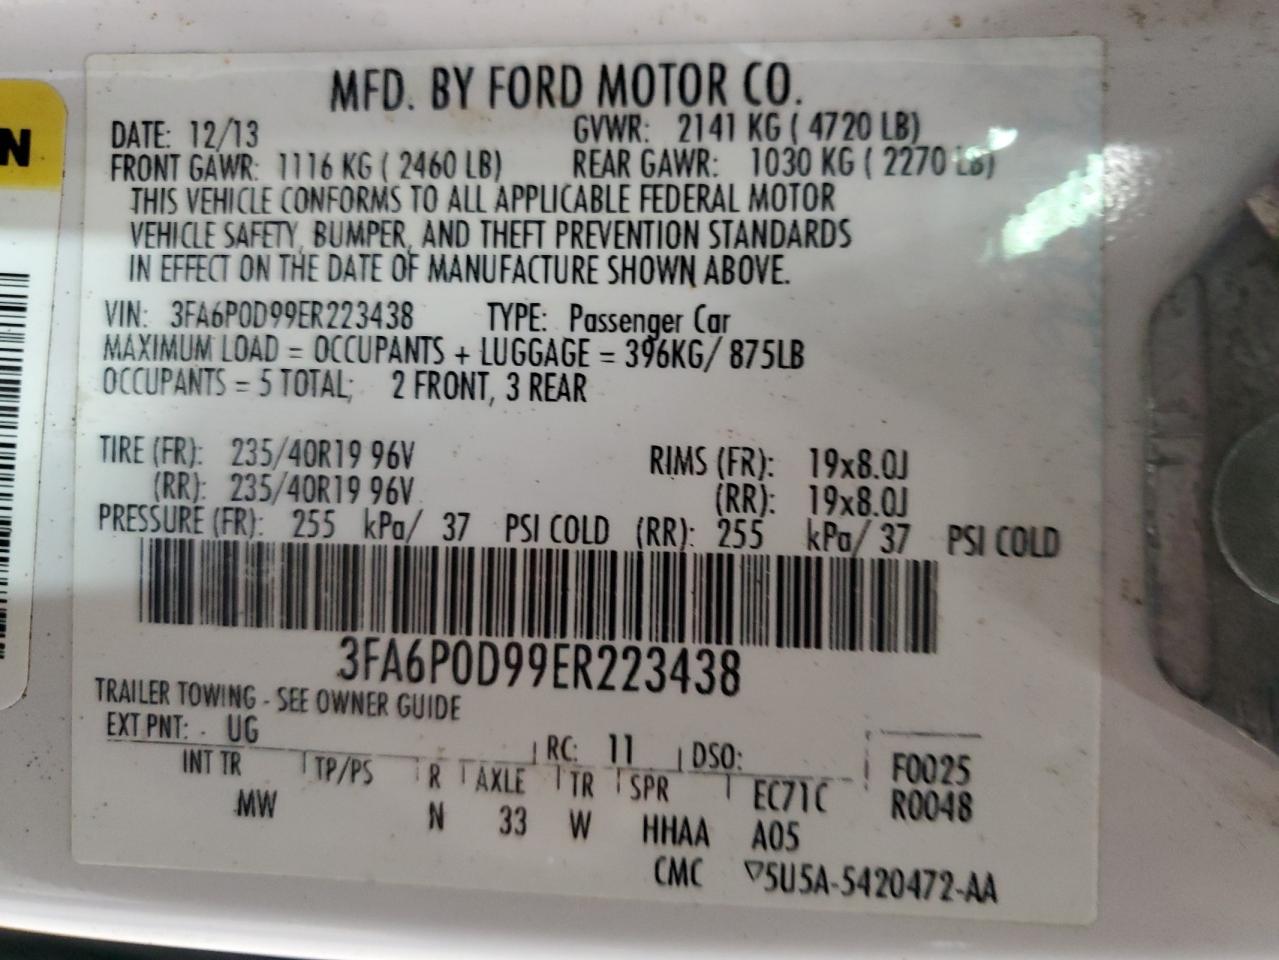 N
MFD. BY FORD MOTOR CO.
DATE: 12/13 GVWR: 2141 KG ( 4720 LB)
FRONT GAWR: 1116 KG ( 2460 LB) REAR GAWR: 1030 KG ( 2270 LB)
THIS VEHICLE CONFORMS TO ALL APPLICABLE FEDERAL MOTOR
VEHICLE SAFETY, BUMPER, AND THEFT PREVENTION STANDARDS
IN EFFECT ON THE DATE OF MANUFACTURE SHOWN ABOVE.
VIN: 3FA6P0D99ER223438 TYPE: Passenger Car
MAXIMUM LOAD = OCCUPANTS + LUGGAGE = 396KG/ 875LB
OCCUPANTS = 5 TOTAL; 2 FRONT, 3 REAR
TIRE (FR): 235/40R19 96V RIMS (FR): 19x8.0J
(RR): 235/40R19 96V (RR): 19x8.0J
PRESSURE (FR): 255 kPa/ 37 PSI COLD (RR): 255 kPa/ 37 PSI COLD
3FA6P0D99ER223438
TRAILER TOWING - SEE OWNER GUIDE
EXT PNT: UG RC: 11 DSO: F0025
INT TR TP/PS R AXLE TR SPR EC71C R0048
MW N 33 W HHAA A05
CMC ▽5U5A-5420472-AA